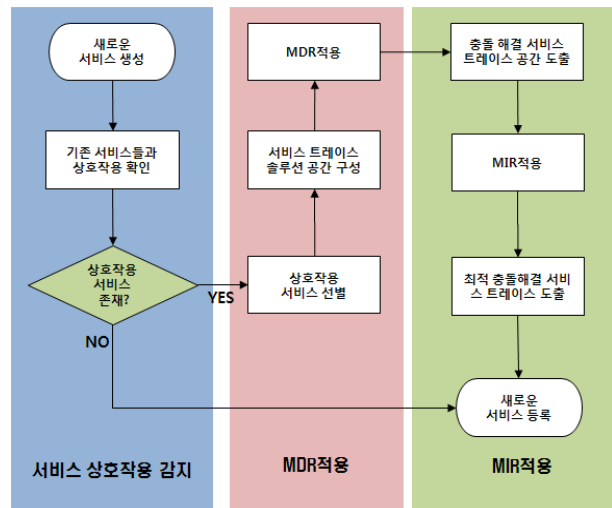 새로운
서비스 생성
기존 서비스들과
상호작용 확인
상호작용
서비스
존재?
YES
NO
서비스 상호작용 감지
MDR적용
서비스 트레이스
솔루션 공간 구성
상호작용
서비스 선별
MDR적용
충돌 해결 서비스
트레이스 공간 도출
MIR적용
최적 충돌해결 서비
스 트레이스 도출
새로운
서비스 등록
MIR적용